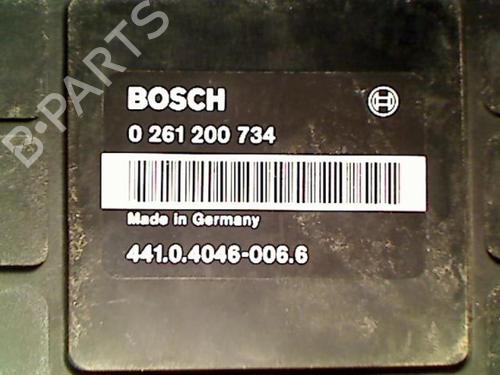 B-PARTS
BOSCH
0 261 200 734
Made in Germany
441.0.4046-006.6